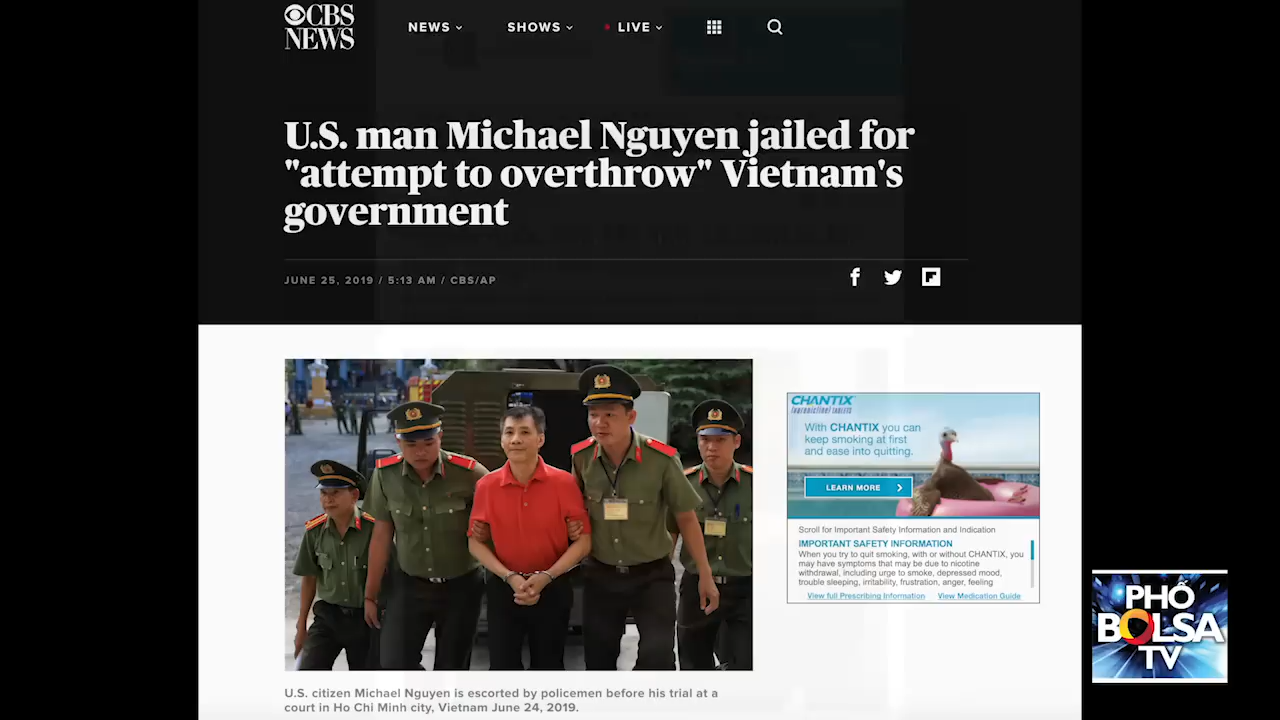 CBS NEWS
NEWS
SHOWS
LIVE
U.S. man Michael Nguyen jailed for
"attempt to overthrow" Vietnam's
government
JUNE 25, 2019 / 5:13 AM / CBS/AP
CHANTIX
(varenicline) TABLETS
With CHANTIX you can
keep smoking at first
and ease into quitting.
LEARN MORE
Scroll for Important Safety Information and Indication
IMPORTANT SAFETY INFORMATION
When you try to quit smoking, with or without CHANTIX, you
may have symptoms that may be due to nicotine
withdrawal, including urge to smoke, depressed mood,
trouble sleeping, irritability, frustration, anger, feeling
View full Prescribing Information View Medication Guide
U.S. citizen Michael Nguyen is escorted by policemen before his trial at a
court in Ho Chi Minh city, Vietnam June 24, 2019.
PHỐ
BOLSA
TV